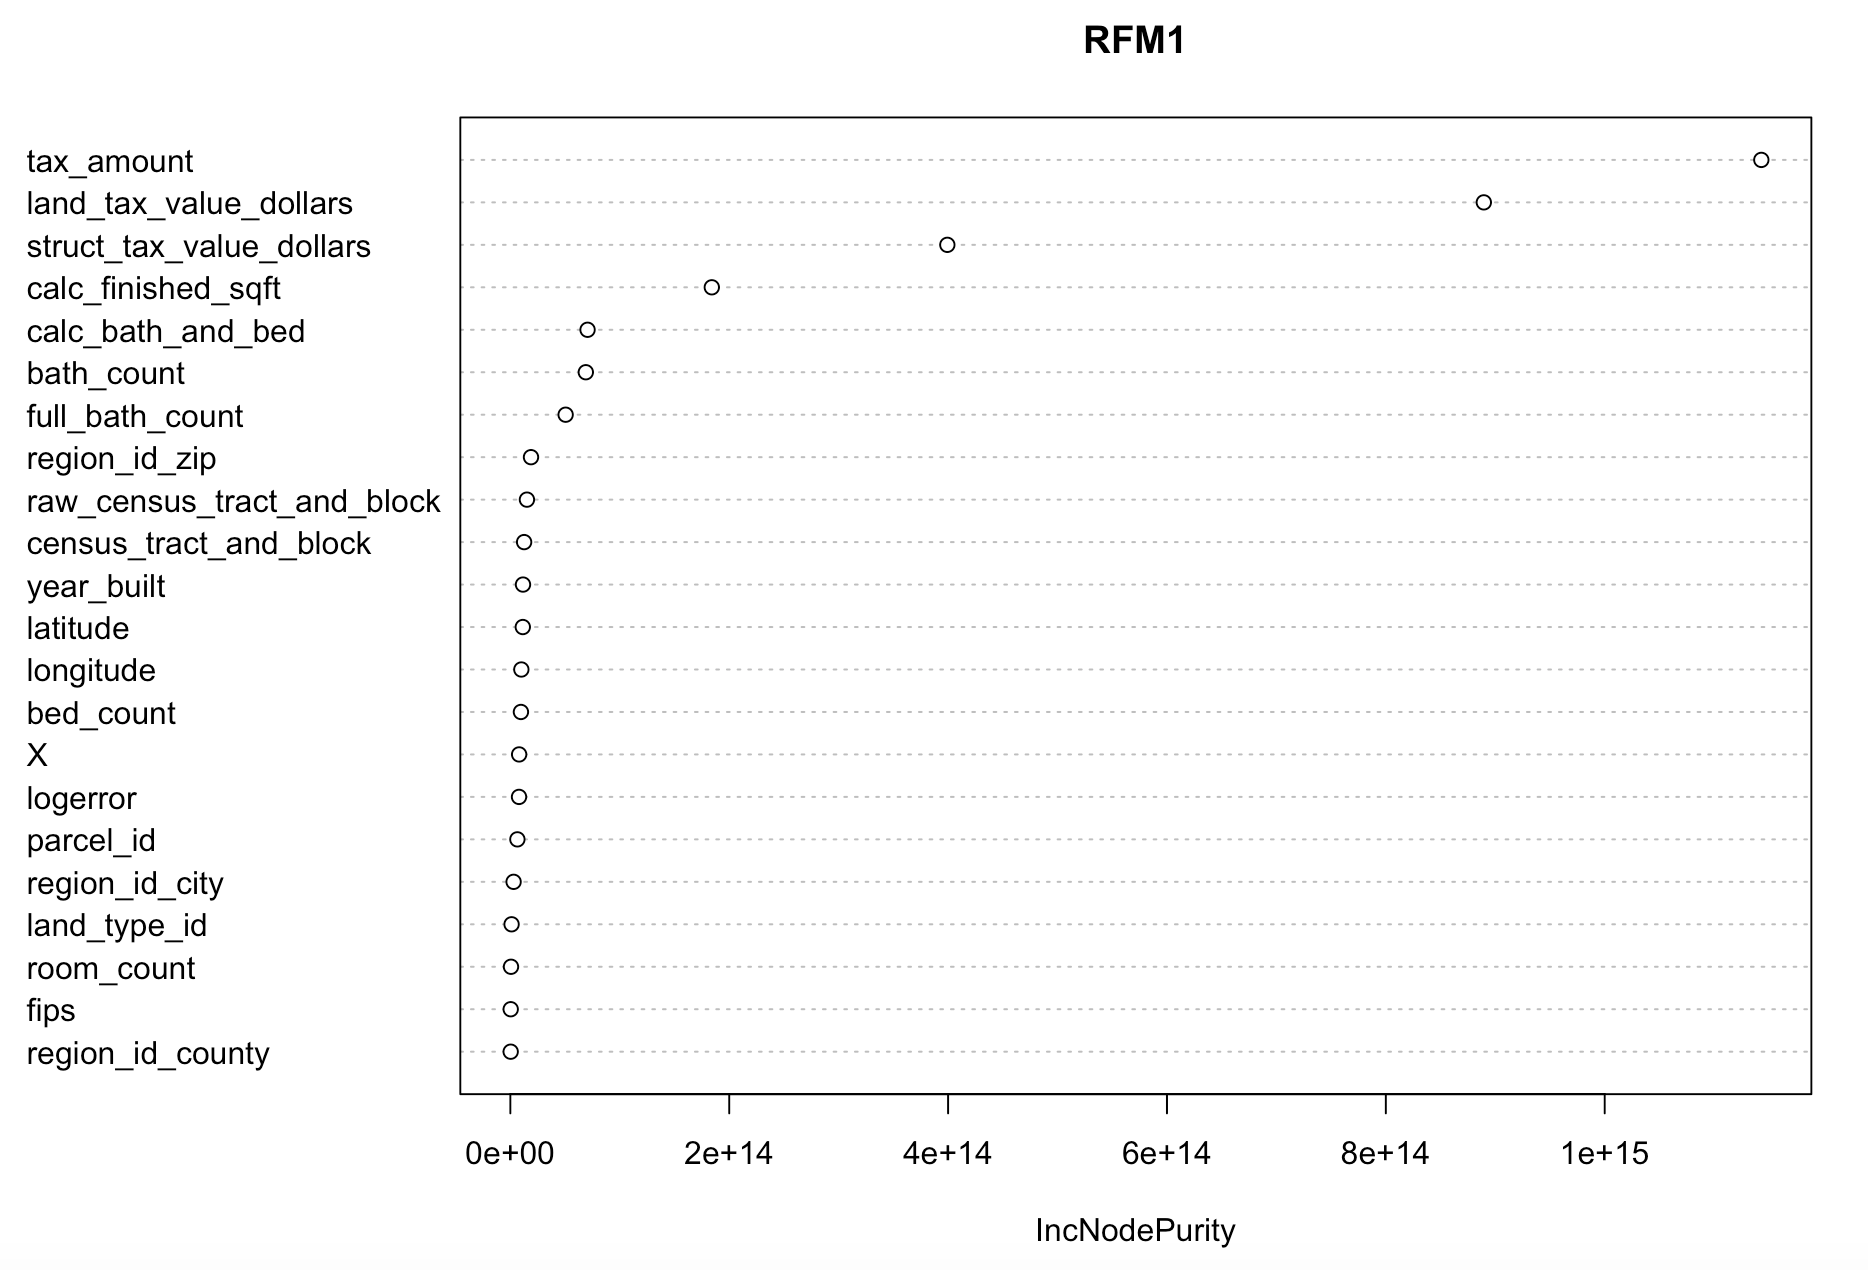 RFM1
tax_amount
land_tax_value_dollars
struct_tax_value_dollars
calc_finished_sqft
calc_bath_and_bed
bath_count
full_bath_count
region_id_zip
raw_census_tract_and_block
census_tract_and_block
year_built
latitude
longitude
bed_count
X
logerror
parcel_id
region_id_city
land_type_id
room_count
fips
region_id_county
0e+00 2e+14 4e+14 6e+14 8e+14 1e+15
IncNodePurity